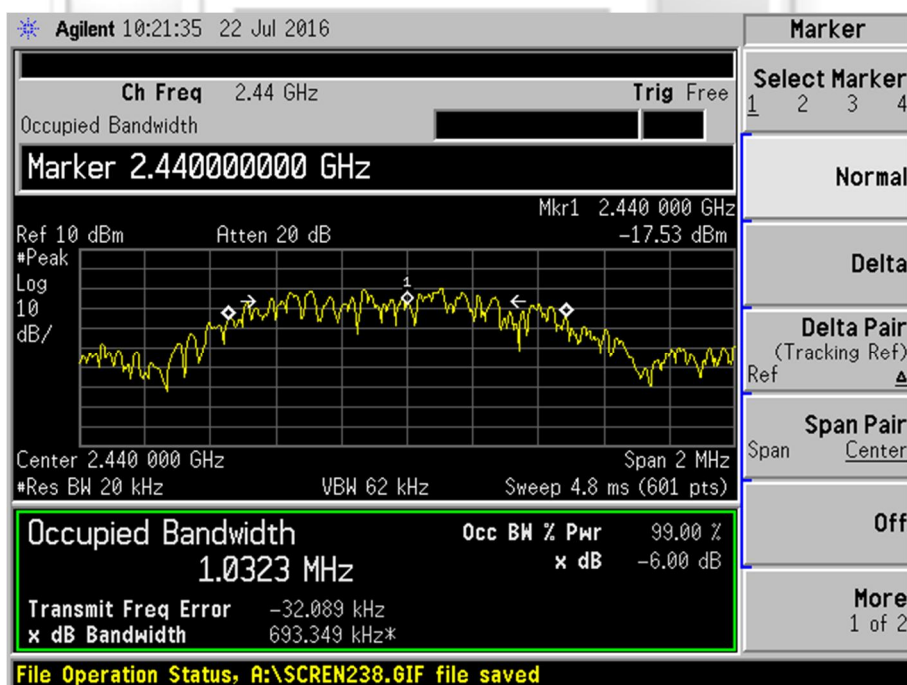 Agilent 10:21:35 22 Jul 2016
Marker
Ch Freq 2.44 GHz
Trig Free
Occupied Bandwidth
Select Marker
1 2 3 4
Marker 2.440000000 GHz
Normal
Mkr1 2.440 000 GHz
Ref 10 dBm Atten 20 dB -17.53 dBm
#Peak
Log
10
dB/
1
Delta
Delta Pair
(Tracking Ref)
Ref Δ
Span Pair
Span Center
Center 2.440 000 GHz Span 2 MHz
#Res BW 20 kHz VBW 62 kHz Sweep 4.8 ms (601 pts)
Off
Occupied Bandwidth
1.0323 MHz
Occ BW % Pwr 99.00 %
x dB -6.00 dB
Transmit Freq Error -32.089 kHz
x dB Bandwidth 693.349 kHz*
More
1 of 2
File Operation Status, A:\SCREN238.GIF file saved